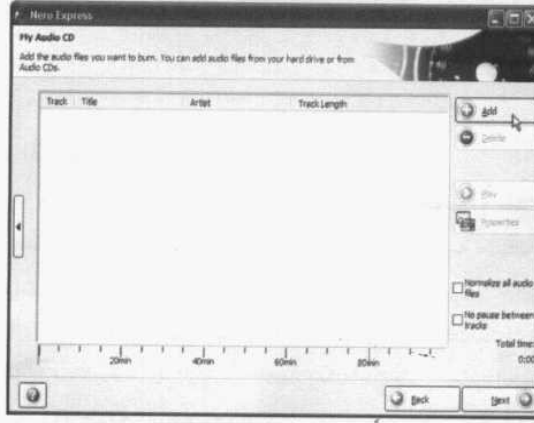 Nero Express
My Audio CD
Add the audio files you want to burn. You can add audio files from your hard drive or from
Audio CDs.
Track Title Artist Track Length
Add
Delete
Play
Properties
Normalize all audio
files
No pause between
tracks
Total time:
0:00
20min 40min 60min 80min
Back Next